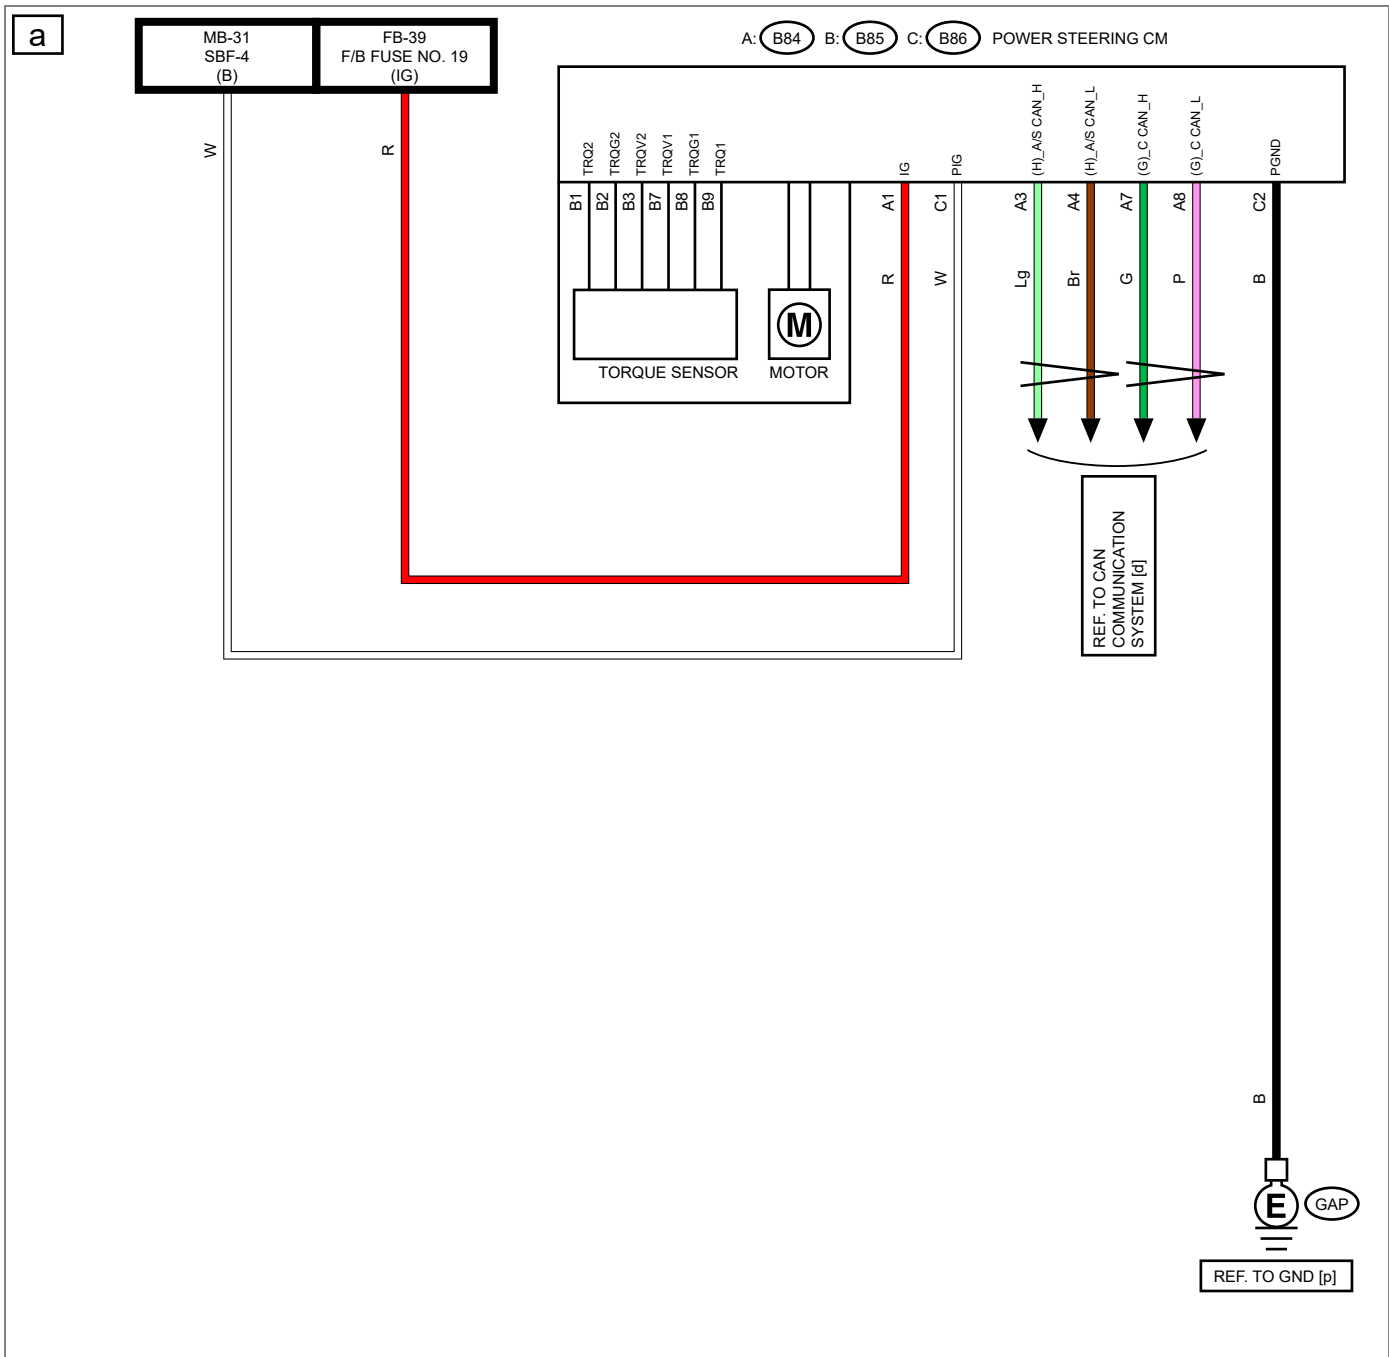 a
MB-31
SBF-4
(B)
FB-39
F/B FUSE NO. 19
(IG)
A: B84 B: B85 C: B86 POWER STEERING CM
W
R
TRQ2
TRQG2
TRQV2
TRQV1
TRQG1
TRQ1
IG
PIG
(H)_A/S CAN_H
(H)_A/S CAN_L
(G)_C CAN_H
(G)_C CAN_L
PGND
B1
B2
B3
B7
B8
B9
A1
C1
A3
A4
A7
A8
C2
R
W
Lg
Br
G
P
B
M
TORQUE SENSOR
MOTOR
REF. TO CAN
COMMUNICATION
SYSTEM [d]
B
E
GAP
REF. TO GND [p]